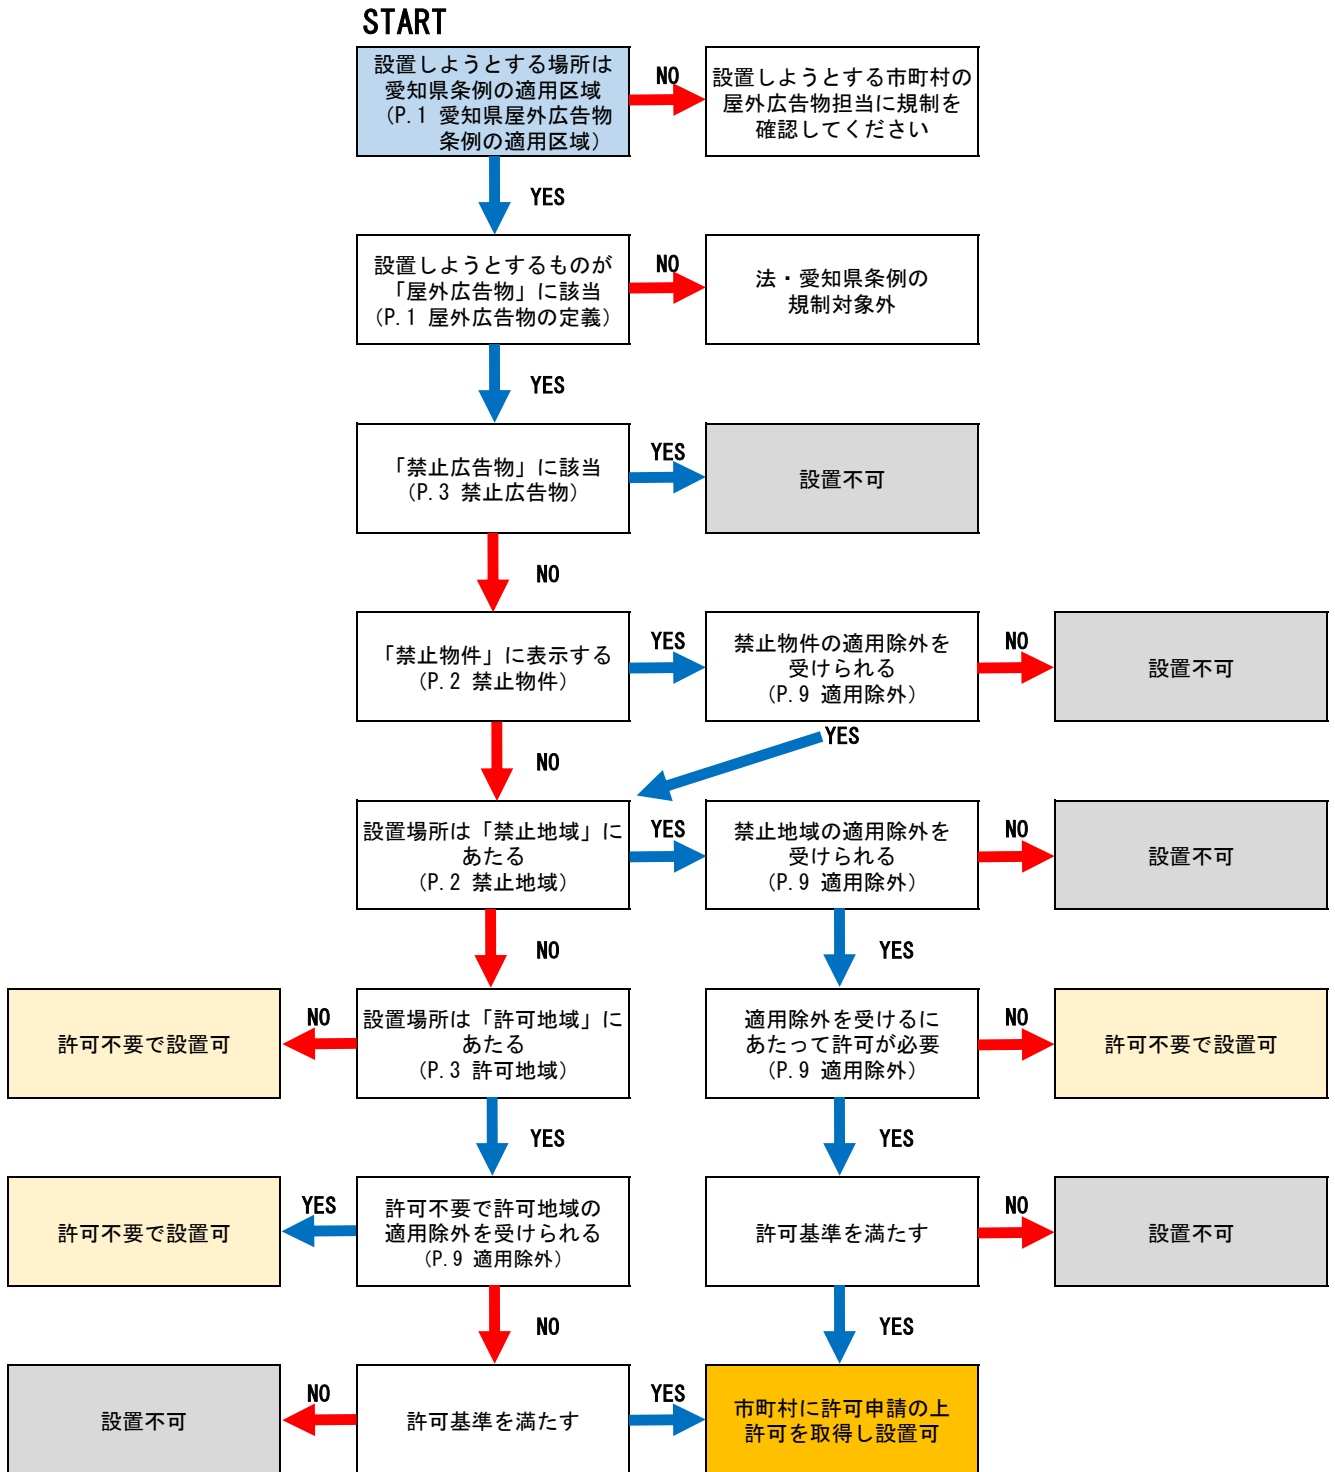 START
設置しようとする場所は
愛知県条例の適用区域
(P.1 愛知県屋外広告物
条例の適用区域)
NO
設置しようとする市町村の
屋外広告物担当に規制を
確認してください
YES
設置しようとするものが
「屋外広告物」に該当
(P.1 屋外広告物の定義)
NO
法・愛知県条例の
規制対象外
YES
「禁止広告物」に該当
(P.3 禁止広告物)
YES
設置不可
NO
「禁止物件」に表示する
(P.2 禁止物件)
YES
禁止物件の適用除外を
受けられる
(P.9 適用除外)
NO
設置不可
YES
NO
設置場所は「禁止地域」に
あたる
(P.2 禁止地域)
YES
禁止地域の適用除外を
受けられる
(P.9 適用除外)
NO
設置不可
NO
YES
許可不要で設置可
NO
設置場所は「許可地域」に
あたる
(P.3 許可地域)
適用除外を受けるに
あたって許可が必要
(P.9 適用除外)
NO
許可不要で設置可
YES
YES
許可不要で設置可
YES
許可不要で許可地域の
適用除外を受けられる
(P.9 適用除外)
許可基準を満たす
NO
設置不可
NO
YES
設置不可
NO
許可基準を満たす
YES
市町村に許可申請の上
許可を取得し設置可